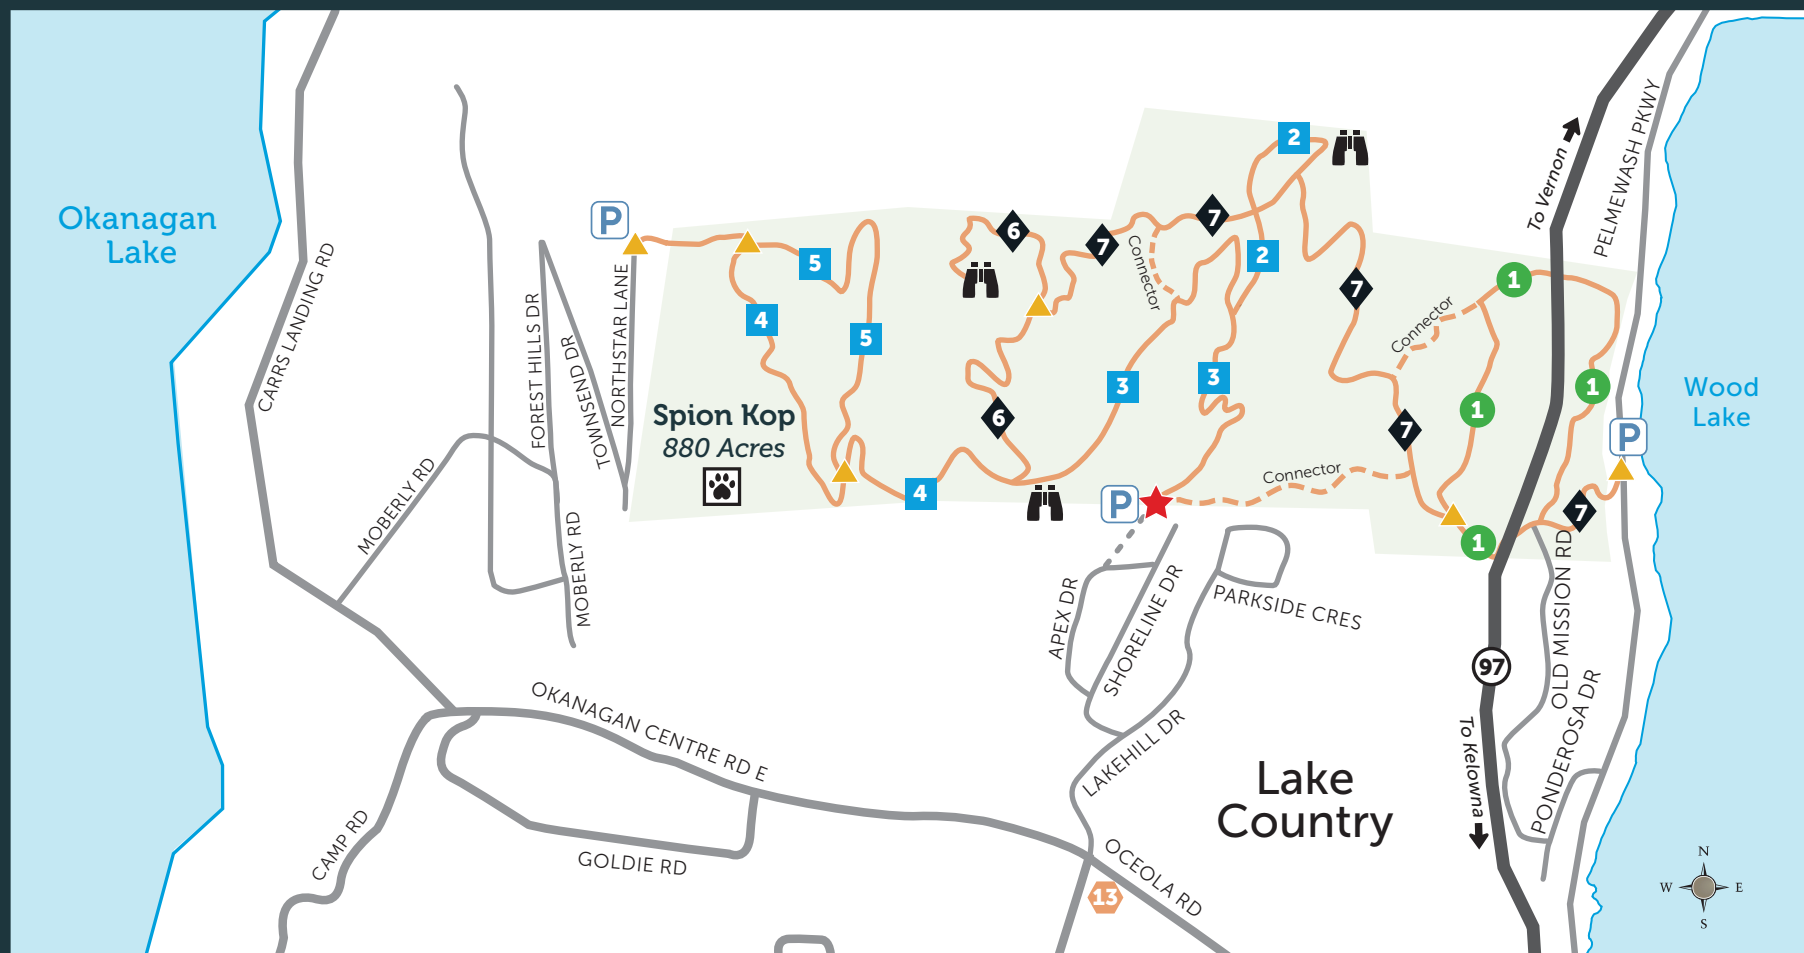 Okanagan
Lake
CARRS LANDING RD
MOBERLY RD
FOREST HILLS DR
TOWNSEND DR
NORTHSTAR LANE
MOBERLY RD
P
Spion Kop
880 Acres
4
5
5
4
6
6
7
7
Connector
2
2
3
3
7
7
Connector
Connector
1
1
1
1
7
P
P
To Vernon
PELMEWASH PKWY
Wood
Lake
APEX DR
SHORELINE DR
PARKSIDE CRES
LAKEHILL DR
OLD MISSION RD
PONDEROSA DR
97
To Kelowna
OKANAGAN CENTRE RD E
CAMP RD
GOLDIE RD
OCEOLA RD
13
Lake
Country
N
W
E
S